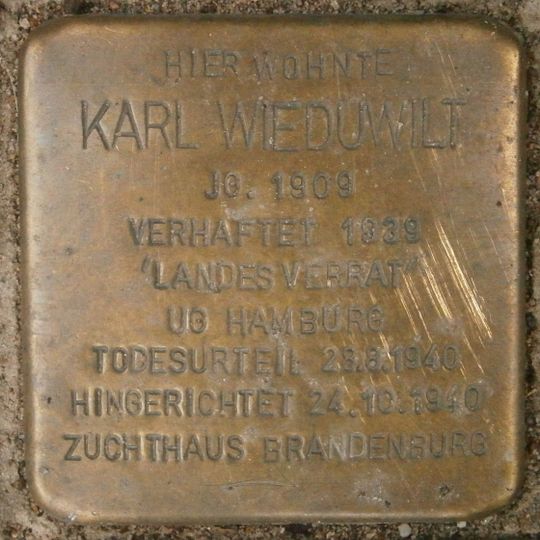 HIER WOHNTE
KARL WIEDUWILT
JG. 1909
VERHAFTET 1939
"LANDESVERRAT"
UG HAMBURG
TODESURTEIL 28.8.1940
HINGERICHTET 24.10.1940
ZUCHTHAUS BRANDENBURG